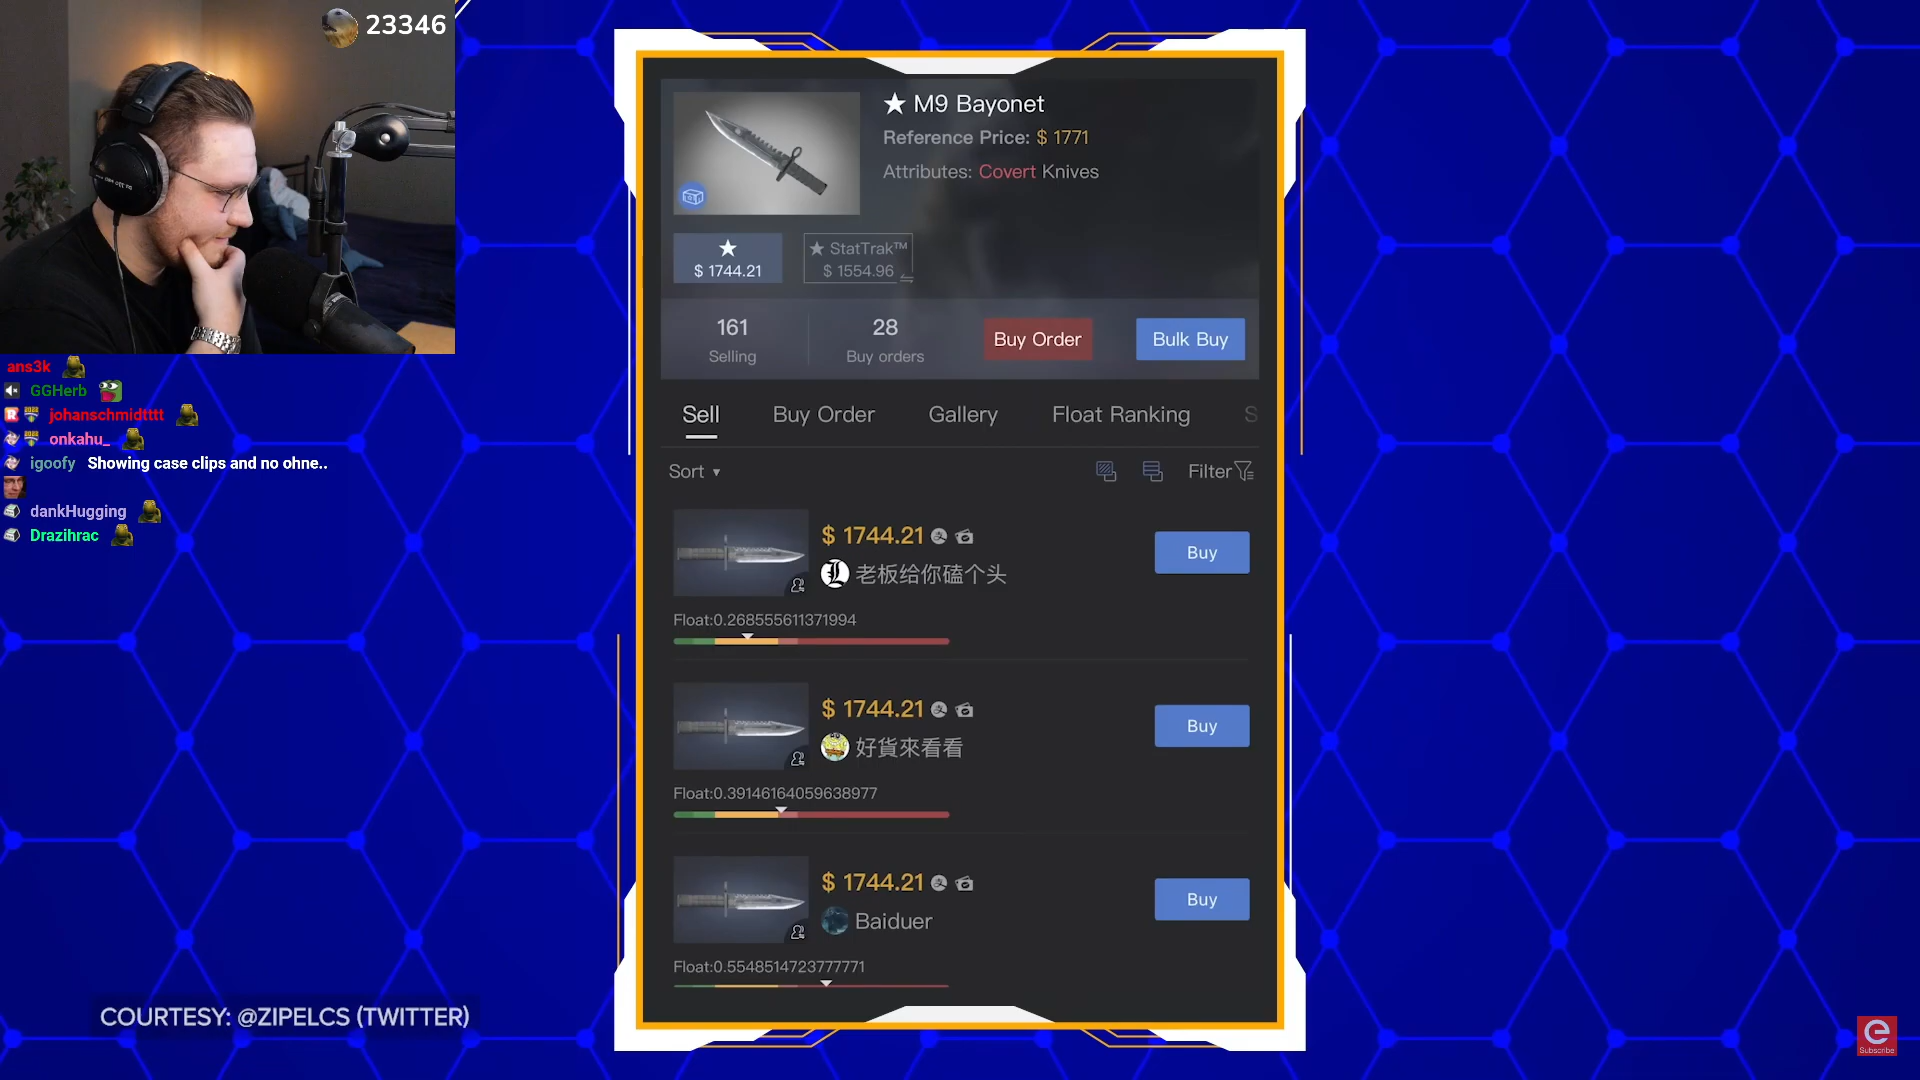 23346
ans3k
GGHerb
johanschmidtttt
onkahu_
igoofy Showing case clips and no ohne..
dankHugging
Drazihrac
★ M9 Bayonet
Reference Price: $ 1771
Attributes: Covert Knives
★
$ 1744.21
★ StatTrak™
$ 1554.96
161
Selling
28
Buy orders
Buy Order
Bulk Buy
Sell Buy Order Gallery Float Ranking S
Sort ▾ Filter
$ 1744.21
老板给你磕个头
Buy
Float:0.268555611371994
$ 1744.21
好貨來看看
Buy
Float:0.39146164059638977
$ 1744.21
Baiduer
Buy
Float:0.5548514723777771
COURTESY: @ZIPELCS (TWITTER)
e
Subscribe